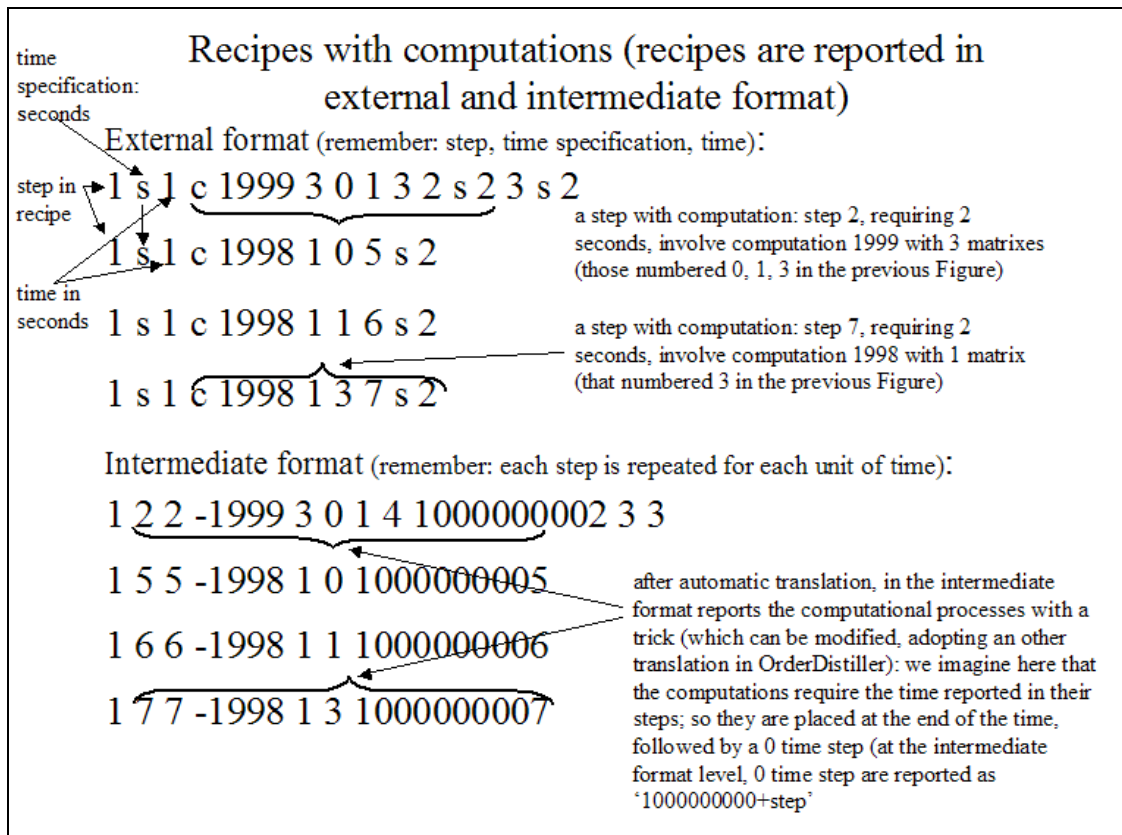 Recipes with computations (recipes are reported in
external and intermediate format)
time
specification:
seconds
External format (remember: step, time specification, time):
step in
recipe
time in
seconds
1 s 1 c 1999 3 0 1 3 2 s 2 3 s 2
1 s 1 c 1998 1 0 5 s 2
1 s 1 c 1998 1 1 6 s 2
1 s 1 c 1998 1 3 7 s 2
a step with computation: step 2, requiring 2
seconds, involve computation 1999 with 3 matrixes
(those numbered 0, 1, 3 in the previous Figure)
a step with computation: step 7, requiring 2
seconds, involve computation 1998 with 1 matrix
(that numbered 3 in the previous Figure)
Intermediate format (remember: each step is repeated for each unit of time):
1 2 2 -1999 3 0 1 4 1000000002 3 3
1 5 5 -1998 1 0 1000000005
1 6 6 -1998 1 1 1000000006
1 7 7 -1998 1 3 1000000007
after automatic translation, in the intermediate
format reports the computational processes with a
trick (which can be modified, adopting an other
translation in OrderDistiller): we imagine here that
the computations require the time reported in their
steps; so they are placed at the end of the time,
followed by a 0 time step (at the intermediate
format level, 0 time step are reported as
‘1000000000+step’